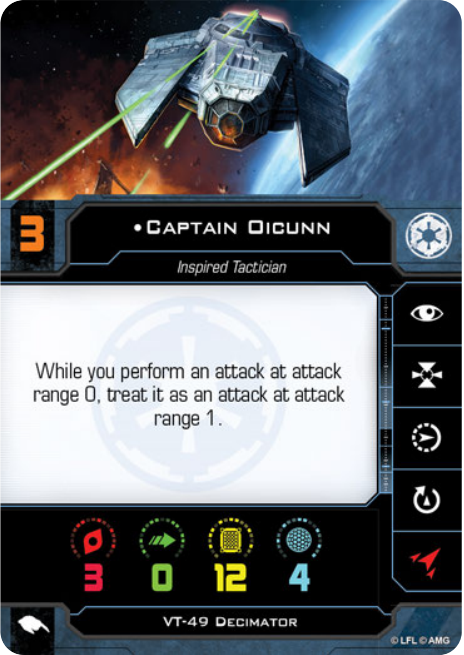 3
•Captain Oicunn
Inspired Tactician
While you perform an attack at attack
range 0, treat it as an attack at attack
range 1.
3 0 12 4
VT-49 Decimator
© LFL © AMG